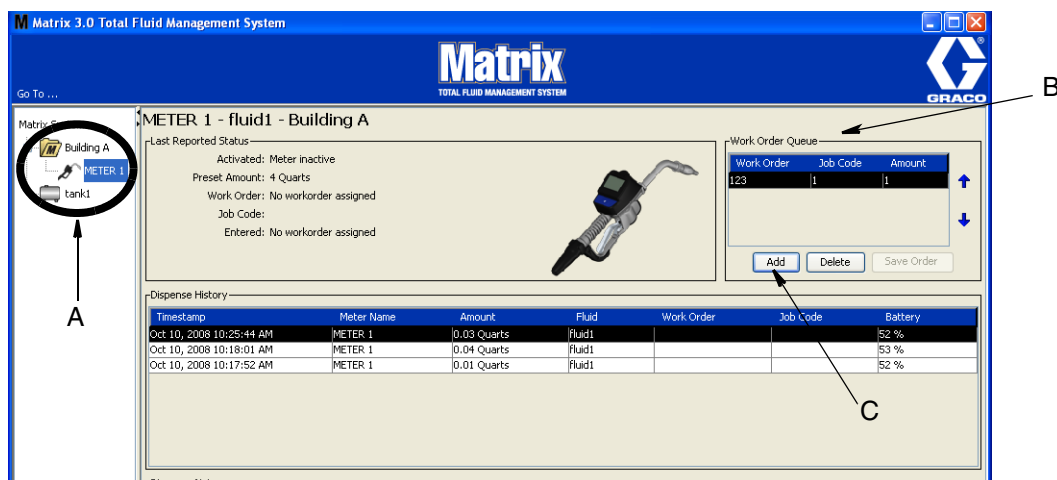 Matrix 3.0 Total Fluid Management System
Matrix
TOTAL FLUID MANAGEMENT SYSTEM
Go To ...
GRACO
B
Building A
METER 1
tank1
A
METER 1 - fluid1 - Building A
Last Reported Status
Activated: Meter inactive
Preset Amount: 4 Quarts
Work Order: No workorder assigned
Job Code:
Entered: No workorder assigned
Work Order Queue
Work Order Job Code Amount
123 1 1
Add Delete Save Order
Dispense History
Timestamp Meter Name Amount Fluid Work Order Job Code Battery
Oct 10, 2008 10:25:44 AM METER 1 0.03 Quarts fluid1 52 %
Oct 10, 2008 10:18:01 AM METER 1 0.04 Quarts fluid1 53 %
Oct 10, 2008 10:17:52 AM METER 1 0.01 Quarts fluid1 52 %
C